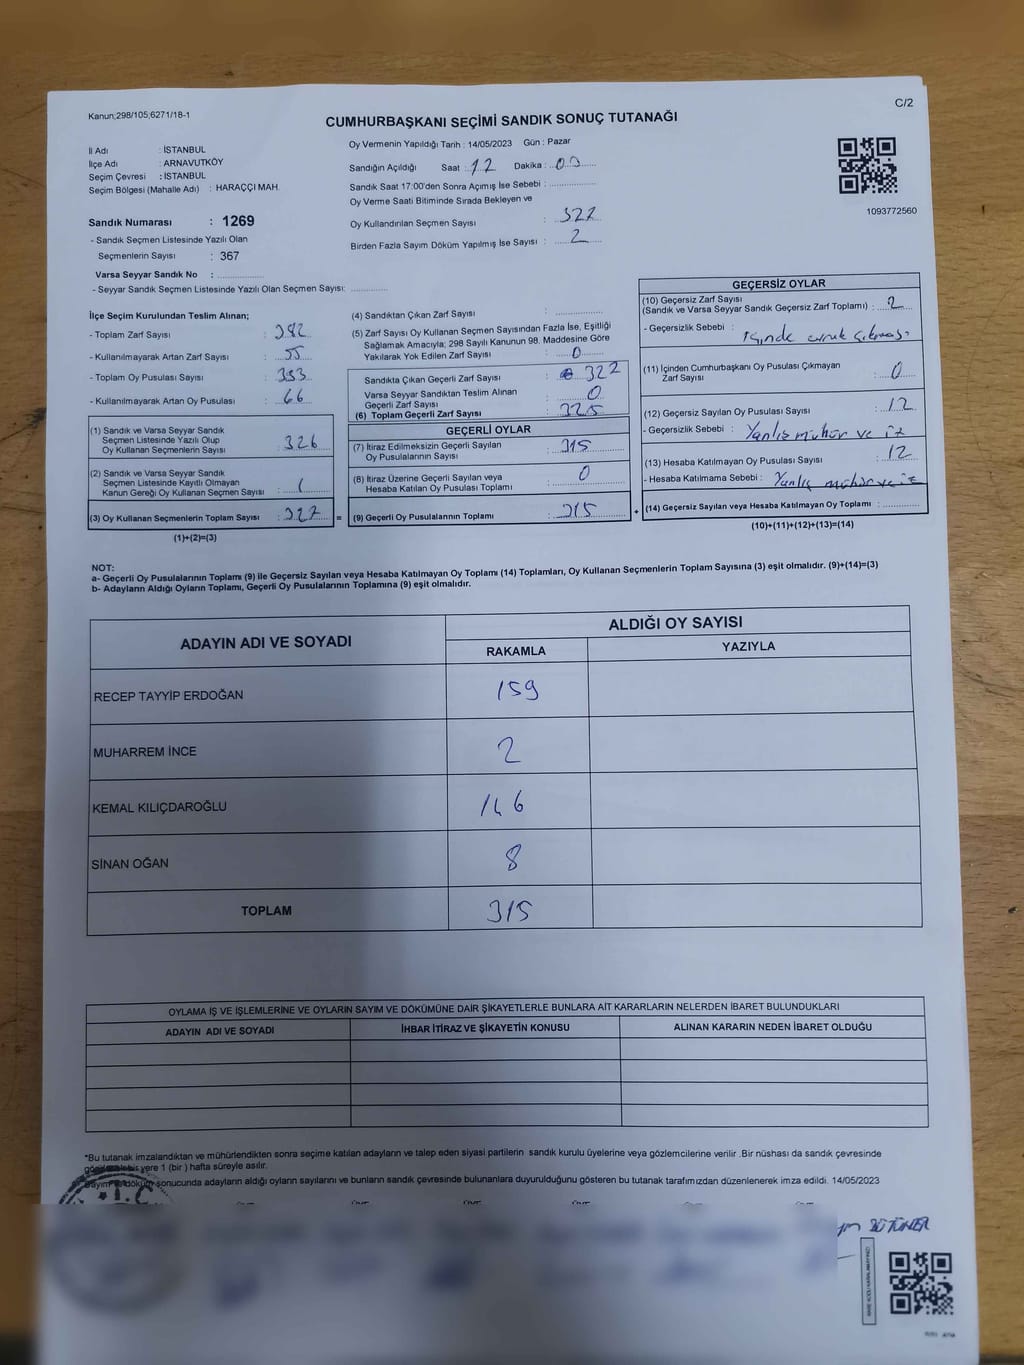 C/2
Kanun;298/105;6271/18-1
CUMHURBAŞKANI SEÇİMİ SANDIK SONUÇ TUTANAĞI
İl Adı : İSTANBUL
İlçe Adı : ARNAVUTKÖY
Seçim Çevresi : İSTANBUL
Seçim Bölgesi (Mahalle Adı) : HARAÇÇI MAH.
Sandık Numarası : 1269
- Sandık Seçmen Listesinde Yazılı Olan
Seçmenlerin Sayısı : 367
Varsa Seyyar Sandık No :
- Seyyar Sandık Seçmen Listesinde Yazılı Olan Seçmen Sayısı:
Oy Vermenin Yapıldığı Tarih : 14/05/2023 Gün : Pazar
Sandığın Açıldığı Saat : 12 Dakika : 00
Sandık Saat 17:00'den Sonra Açımış İse Sebebi :
Oy Verme Saati Bitiminde Sırada Bekleyen ve
Oy Kullandırılan Seçmen Sayısı : 327
Birden Fazla Sayım Döküm Yapılmış İse Sayısı : 2
1093772560
İlçe Seçim Kurulundan Teslim Alınan;
- Toplam Zarf Sayısı : 382
- Kullanılmayarak Artan Zarf Sayısı : 55
- Toplam Oy Pusulası Sayısı : 393
- Kullanılmayarak Artan Oy Pusulası : 66
(1) Sandık ve Varsa Seyyar Sandık
Seçmen Listesinde Yazılı Olup
Oy Kullanan Seçmenlerin Sayısı : 326
(2) Sandık ve Varsa Seyyar Sandık
Seçmen Listesinde Kayıtlı Olmayan
Kanun Gereği Oy Kullanan Seçmen Sayısı : 1
(3) Oy Kullanan Seçmenlerin Toplam Sayısı : 327
(1)+(2)=(3)
(4) Sandıktan Çıkan Zarf Sayısı :
(5) Zarf Sayısı Oy Kullanan Seçmen Sayısından Fazla İse, Eşitliği
Sağlamak Amacıyla; 298 Sayılı Kanunun 98. Maddesine Göre
Yakılarak Yok Edilen Zarf Sayısı : 0
Sandıkta Çıkan Geçerli Zarf Sayısı : 322
Varsa Seyyar Sandıktan Teslim Alınan
Geçerli Zarf Sayısı : 0
(6) Toplam Geçerli Zarf Sayısı : 325
GEÇERLİ OYLAR
(7) İtiraz Edilmeksizin Geçerli Sayılan
Oy Pusulalarının Sayısı : 315
(8) İtiraz Üzerine Geçerli Sayılan veya
Hesaba Katılan Oy Pusulası Toplamı : 0
= (9) Geçerli Oy Pusulalarının Toplamı : 315
GEÇERSİZ OYLAR
(10) Geçersiz Zarf Sayısı
(Sandık ve Varsa Seyyar Sandık Geçersiz Zarf Toplamı) : 2
- Geçersizlik Sebebi : içinde evrak çıkması
(11) İçinden Cumhurbaşkanı Oy Pusulası Çıkmayan
Zarf Sayısı : 0
(12) Geçersiz Sayılan Oy Pusulası Sayısı : 12
- Geçersizlik Sebebi : Yanlış mühür ve iz
(13) Hesaba Katılmayan Oy Pusulası Sayısı : 12
- Hesaba Katılmama Sebebi : Yanlış mühür ve iz
+ (14) Geçersiz Sayılan veya Hesaba Katılmayan Oy Toplamı :
(10)+(11)+(12)+(13)=(14)
NOT:
a- Geçerli Oy Pusulalarının Toplamı (9) ile Geçersiz Sayılan veya Hesaba Katılmayan Oy Toplamı (14) Toplamları, Oy Kullanan Seçmenlerin Toplam Sayısına (3) eşit olmalıdır. (9)+(14)=(3)
b- Adayların Aldığı Oyların Toplamı, Geçerli Oy Pusulalarının Toplamına (9) eşit olmalıdır.
ADAYIN ADI VE SOYADI
ALDIĞI OY SAYISI
RAKAMLA YAZIYLA
RECEP TAYYİP ERDOĞAN 159
MUHARREM İNCE 2
KEMAL KILIÇDAROĞLU 146
SİNAN OĞAN 8
TOPLAM 315
OYLAMA İŞ VE İŞLEMLERİNE VE OYLARIN SAYIM VE DÖKÜMÜNE DAİR ŞİKAYETLERLE BUNLARA AİT KARARLARIN NELERDEN İBARET BULUNDUKLARI
ADAYIN ADI VE SOYADI İHBAR İTİRAZ VE ŞİKAYETİN KONUSU ALINAN KARARIN NEDEN İBARET OLDUĞU
*Bu tutanak imzalandıktan ve mühürlendikten sonra seçime katılan adayların ve talep eden siyasi partilerin sandık kurulu üyelerine veya gözlemcilerine verilir .Bir nüshası da sandık çevresinde
görülebilebir yere 1 (bir ) hafta süreyle asılır.
Sayım ve döküm sonucunda adayların aldığı oyların sayılarını ve bunların sandık çevresinde bulunanlara duyurulduğunu gösteren bu tutanak tarafımızdan düzenlenerek imza edildi. 14/05/2023
T.C
BÜTÜNER